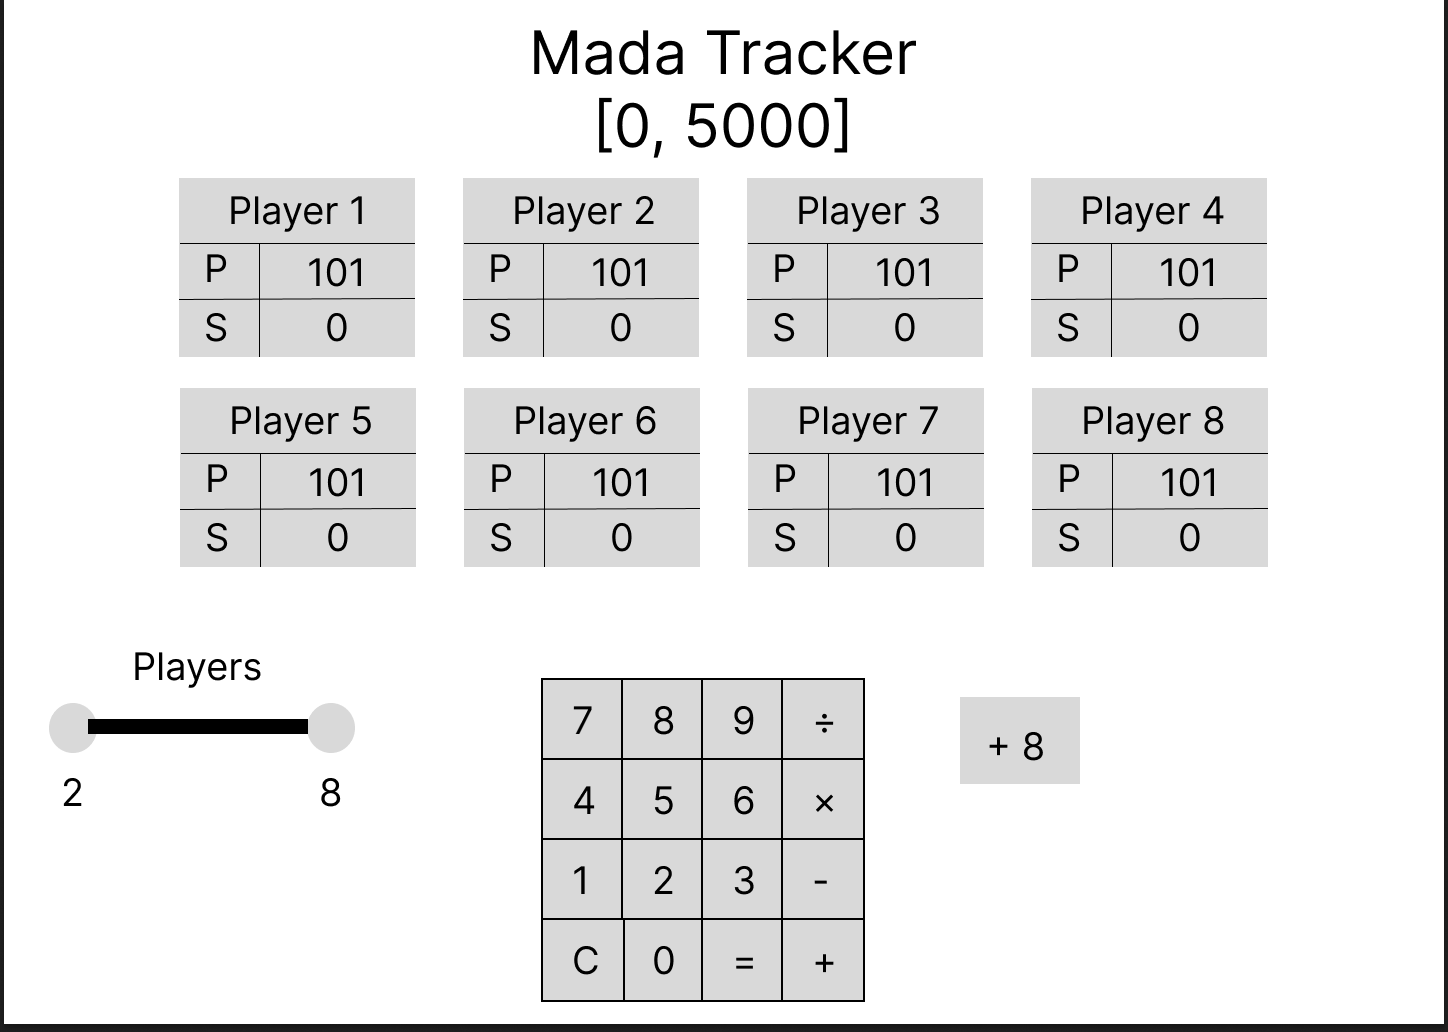 Mada Tracker
[0, 5000]
Player 1
P 101
S 0
Player 2
P 101
S 0
Player 3
P 101
S 0
Player 4
P 101
S 0
Player 5
P 101
S 0
Player 6
P 101
S 0
Player 7
P 101
S 0
Player 8
P 101
S 0
Players
2 8
7 8 9 ÷
4 5 6 ×
1 2 3 -
C 0 = +
+ 8